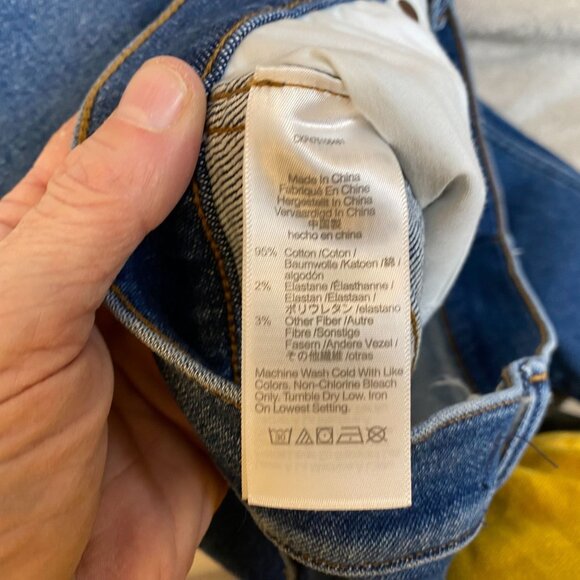 Made In China
Fabriqué En Chine
Hergestellt In China
Vervaardigd In China
中国製
hecho en china
95% Cotton /Coton /
Baumwolle /Katoen /綿 /
algodón
2% Elastane /Élasthanne /
Elastan /Elastaan /
ポリウレタン /elastano
3% Other Fiber /Autre
Fibre /Sonstige
Fasern /Andere Vezel /
その他繊維 /otras
Machine Wash Cold With Like
Colors. Non-Chlorine Bleach
Only. Tumble Dry Low. Iron
On Lowest Setting.